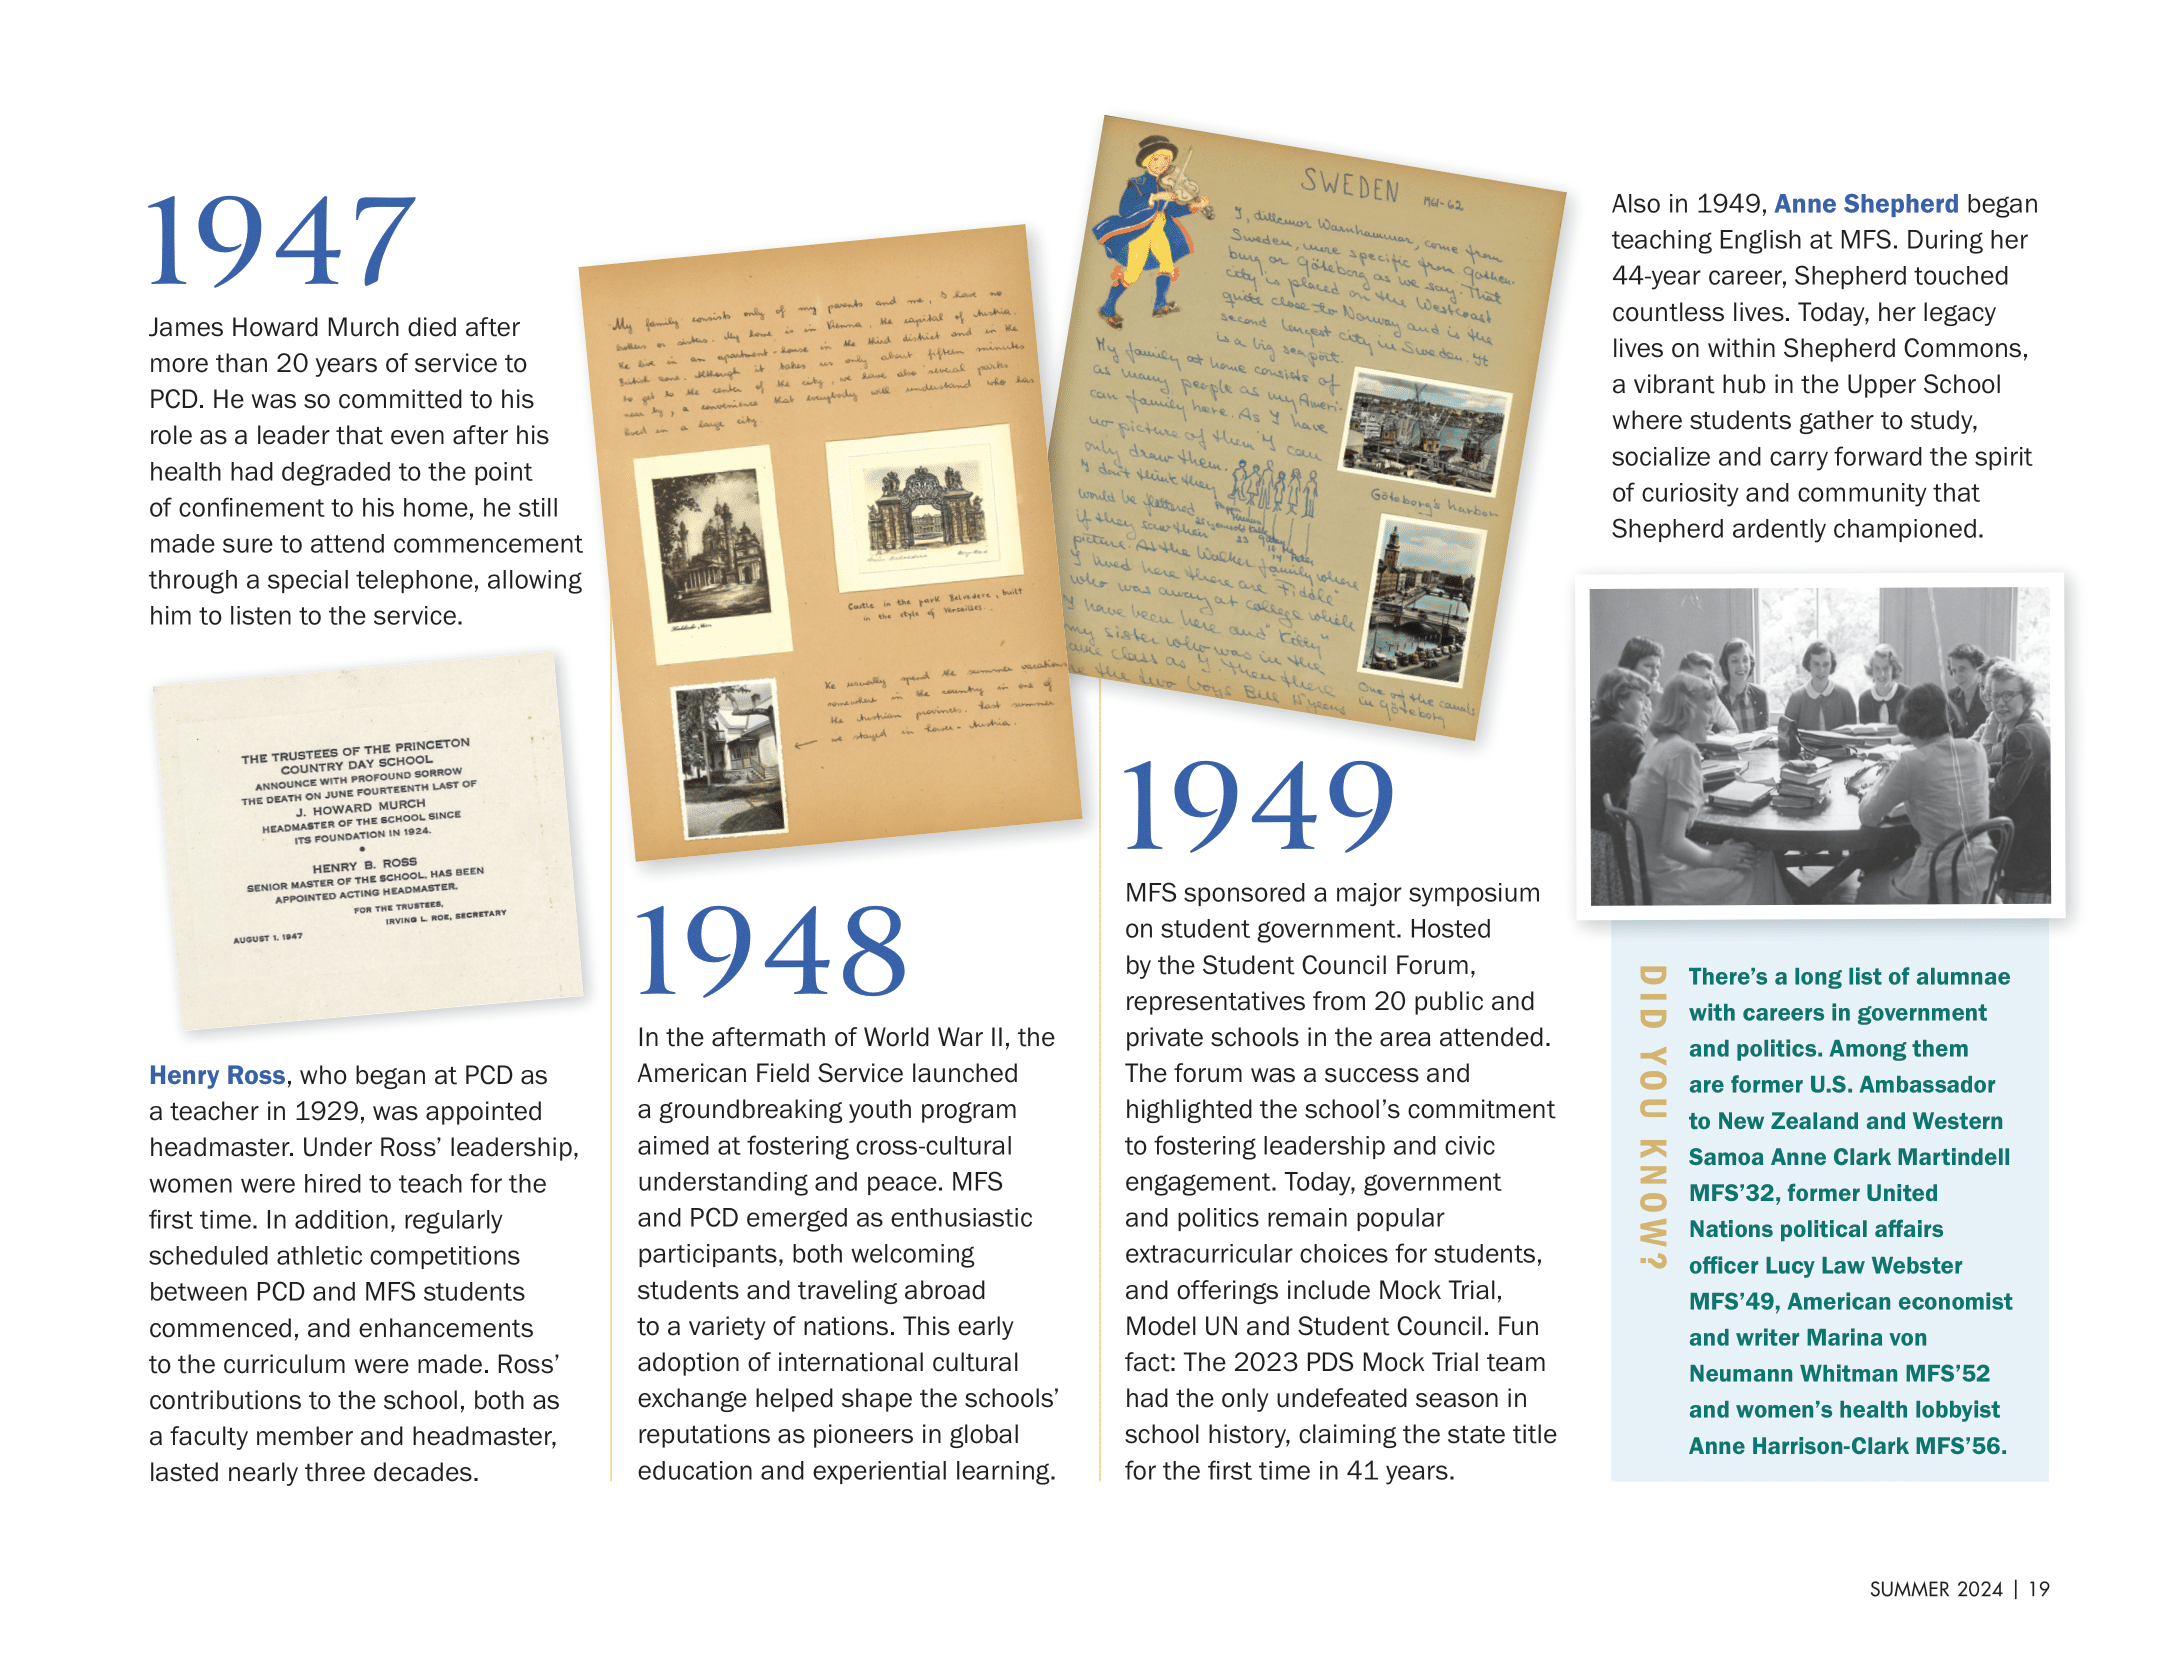 1947
James Howard Murch died after
more than 20 years of service to
PCD. He was so committed to his
role as a leader that even after his
health had degraded to the point
of confinement to his home, he still
made sure to attend commencement
through a special telephone, allowing
him to listen to the service.
THE TRUSTEES OF THE PRINCETON
COUNTRY DAY SCHOOL
ANNOUNCE WITH PROFOUND SORROW
THE DEATH ON JUNE FOURTEENTH LAST OF
J. HOWARD MURCH
HEADMASTER OF THE SCHOOL SINCE
ITS FOUNDATION IN 1924.
HENRY B. ROSS
SENIOR MASTER OF THE SCHOOL, HAS BEEN
APPOINTED ACTING HEADMASTER.
FOR THE TRUSTEES,
IRVING L. ROE, SECRETARY
AUGUST 1, 1947
Henry Ross, who began at PCD as
a teacher in 1929, was appointed
headmaster. Under Ross’ leadership,
women were hired to teach for the
first time. In addition, regularly
scheduled athletic competitions
between PCD and MFS students
commenced, and enhancements
to the curriculum were made. Ross’
contributions to the school, both as
a faculty member and headmaster,
lasted nearly three decades.
My family consists only of my parents and me, I have no
brothers or sisters. My home is in Vienna, the capital of Austria.
We live in an apartment-house in the third district and in the
British zone. Although it takes us only about fifteen minutes
to get to the center of the city, we have also several parks
near by, a convenience that everybody will understand who has
lived in a large city.
Castle in the park Belvedere, built
in the style of Versailles.
We usually spend the summer vacations
somewhere in the country in one of
the Austrian provinces. Last summer
we stayed in Lower-Austria.
1948
In the aftermath of World War II, the
American Field Service launched
a groundbreaking youth program
aimed at fostering cross-cultural
understanding and peace. MFS
and PCD emerged as enthusiastic
participants, both welcoming
students and traveling abroad
to a variety of nations. This early
adoption of international cultural
exchange helped shape the schools’
reputations as pioneers in global
education and experiential learning.
SWEDEN 1961-62
I, dillemor Warnhammar, come from
Sweden, more specific from Gothen-
burg or Göteborg as we say. That
city is placed on the Westcoast
quite close to Norway and is the
second largest city in Sweden. It
is a big seaport.
My family at home consists of
as many people as my Ameri-
can family here. As I have
no picture of them I can
only draw them.
I don't think they
would be flattered
if they saw their
picture. As the Walker family where
I lived here there are "Fiddle"
who was away at college while
I have been here and "Kitty"
my sister who was in the
same class as I. Then there
are the two boys Bill
Göteborg's harbor
One of the canals
in Göteborg
1949
MFS sponsored a major symposium
on student government. Hosted
by the Student Council Forum,
representatives from 20 public and
private schools in the area attended.
The forum was a success and
highlighted the school’s commitment
to fostering leadership and civic
engagement. Today, government
and politics remain popular
extracurricular choices for students,
and offerings include Mock Trial,
Model UN and Student Council. Fun
fact: The 2023 PDS Mock Trial team
had the only undefeated season in
school history, claiming the state title
for the first time in 41 years.
Also in 1949, Anne Shepherd began
teaching English at MFS. During her
44-year career, Shepherd touched
countless lives. Today, her legacy
lives on within Shepherd Commons,
a vibrant hub in the Upper School
where students gather to study,
socialize and carry forward the spirit
of curiosity and community that
Shepherd ardently championed.
DID YOU KNOW?
There’s a long list of alumnae
with careers in government
and politics. Among them
are former U.S. Ambassador
to New Zealand and Western
Samoa Anne Clark Martindell
MFS’32, former United
Nations political affairs
officer Lucy Law Webster
MFS’49, American economist
and writer Marina von
Neumann Whitman MFS’52
and women’s health lobbyist
Anne Harrison-Clark MFS’56.
SUMMER 2024 | 19